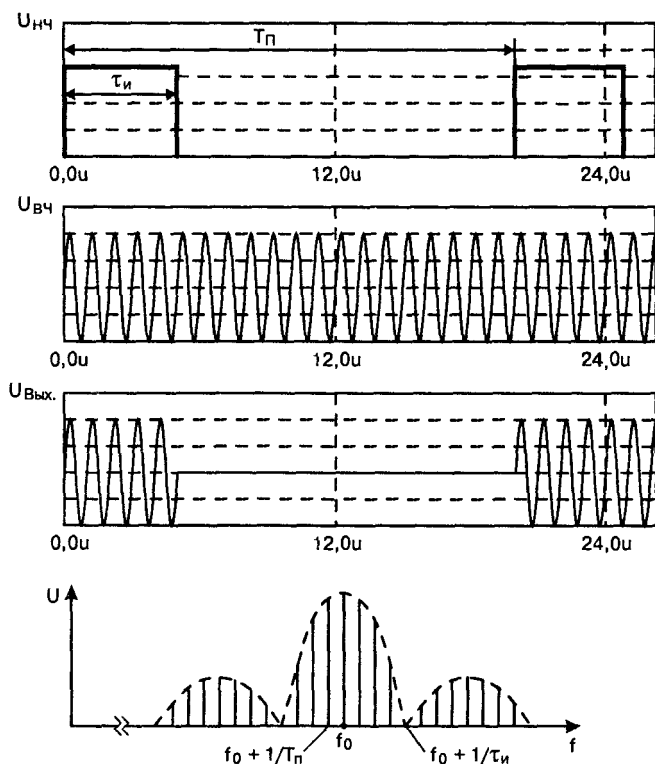 Uнч
Tп
τи
0,0u 12,0u 24,0u
Uвч
0,0u 12,0u 24,0u
Uвых.
0,0u 12,0u 24,0u
U
f₀ + 1/Tп f₀ f₀ + 1/τи f